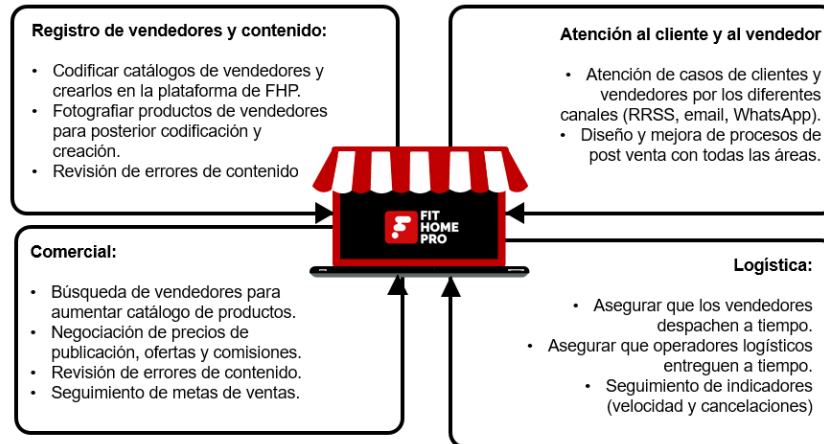 Registro de vendedores y contenido:
• Codificar catálogos de vendedores y
crearlos en la plataforma de FHP.
• Fotografiar productos de vendedores
para posterior codificación y
creación.
• Revisión de errores de contenido
Atención al cliente y al vendedor
• Atención de casos de clientes y
vendedores por los diferentes
canales (RRSS, email, WhatsApp).
• Diseño y mejora de procesos de
post venta con todas las áreas.
FIT
HOME
PRO
Comercial:
• Búsqueda de vendedores para
aumentar catálogo de productos.
• Negociación de precios de
publicación, ofertas y comisiones.
• Revisión de errores de contenido.
• Seguimiento de metas de ventas.
Logística:
• Asegurar que los vendedores
despachen a tiempo.
• Asegurar que operadores logísticos
entreguen a tiempo.
• Seguimiento de indicadores
(velocidad y cancelaciones)